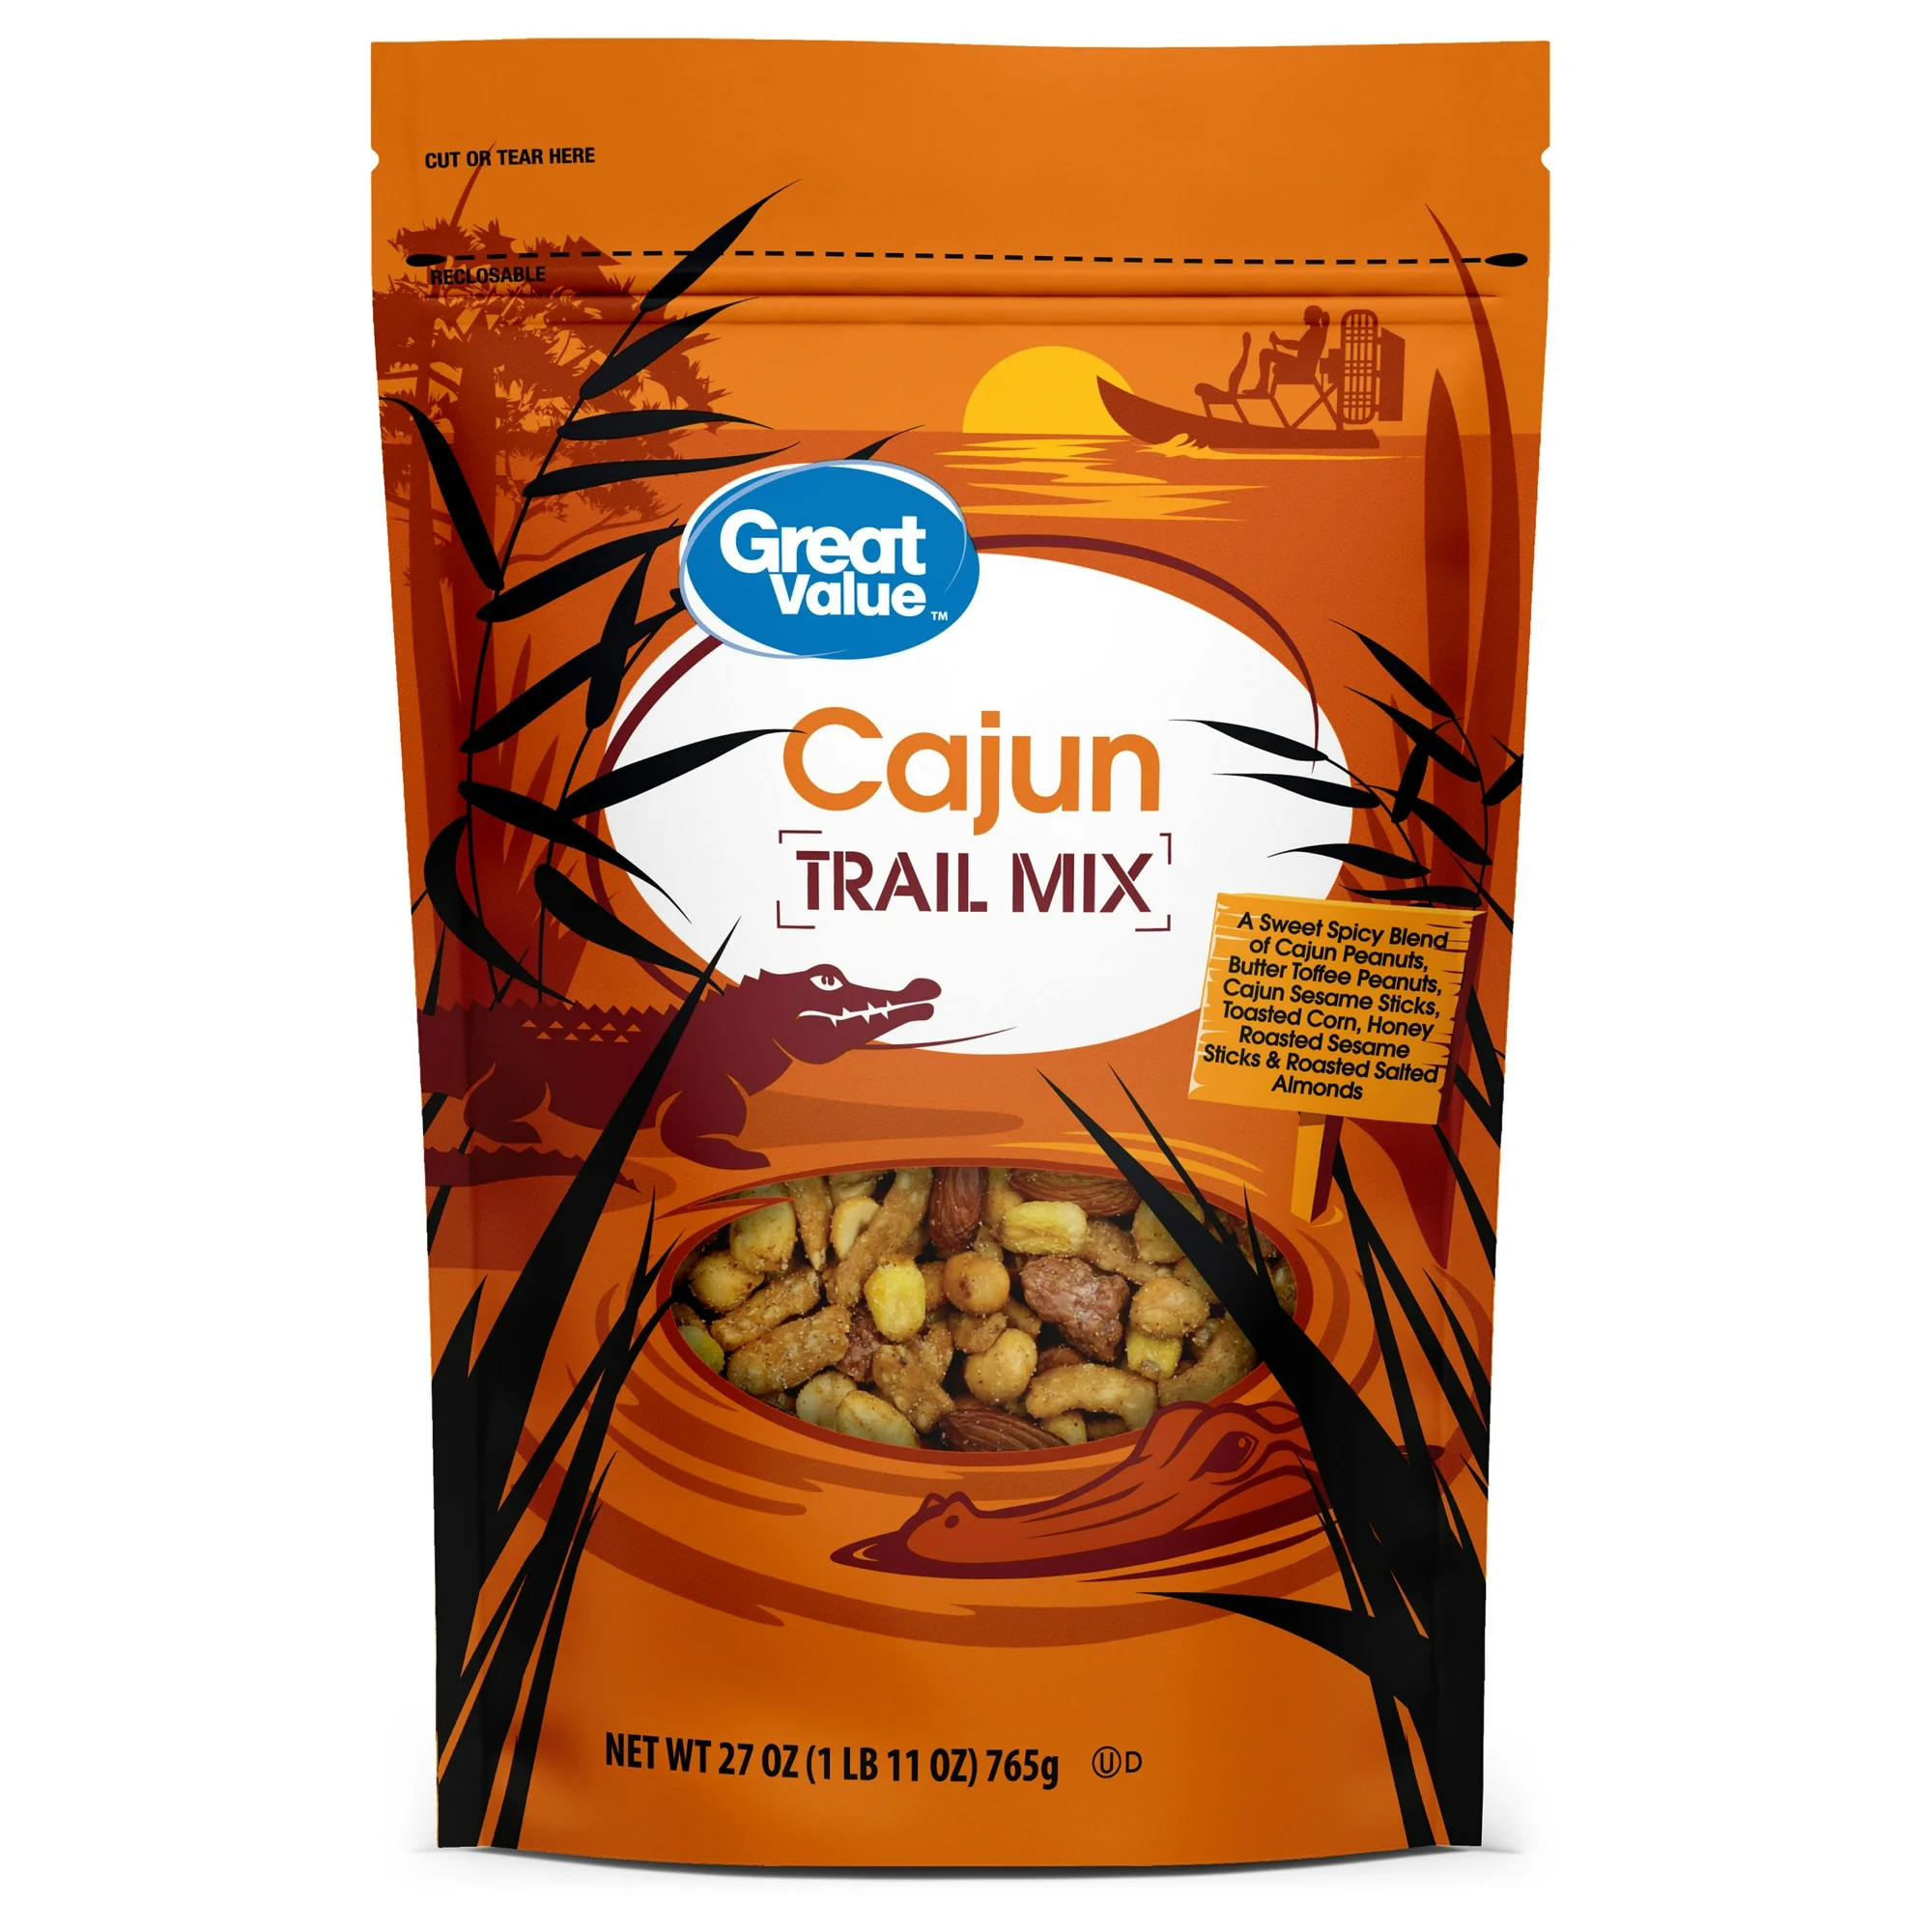 CUT OR TEAR HERE
RECLOSABLE
Great
Value™
Cajun
TRAIL MIX
A Sweet Spicy Blend
of Cajun Peanuts,
Butter Toffee Peanuts,
Cajun Sesame Sticks,
Toasted Corn, Honey
Roasted Sesame
Sticks & Roasted Salted
Almonds
NET WT 27 OZ (1 LB 11 OZ) 765g ⓊD